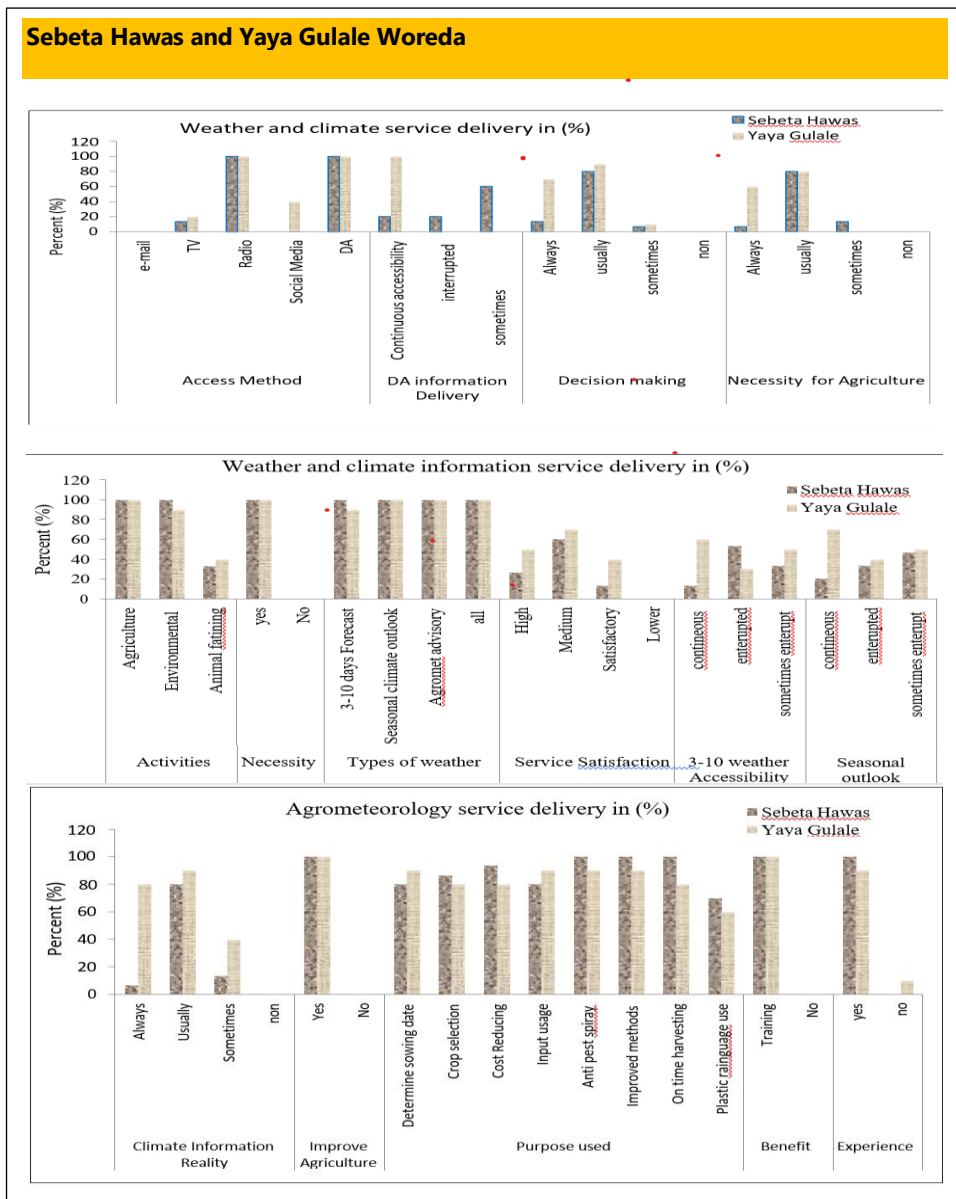 Sebeta Hawas and Yaya Gulale Woreda
Weather and climate service delivery in (%)
Sebeta Hawas
Yaya Gulale
Percent (%)
120
100
80
60
40
20
0
e-mail
TV
Radio
Social Media
DA
Continuous accessibility
interrupted
sometimes
Always
usually
sometimes
non
Always
usually
sometimes
non
Access Method
DA information
Delivery
Decision making
Necessity for Agriculture
Weather and climate information service delivery in (%)
Sebeta Hawas
Yaya Gulale
Percent (%)
120
100
80
60
40
20
0
Agriculture
Environmental
Animal fatining
yes
No
3-10 days Forecast
Seasonal climate outlook
Agromet advisory
all
High
Medium
Satisfactory
Lower
contineous
enterupted
sometimes enterupt
contineous
enterupted
sometimes enterupt
Activities
Necessity
Types of weather
Service Satisfaction
3-10 weather
Accessibility
Seasonal
outlook
Agrometeorology service delivery in (%)
Sebeta Hawas
Yaya Gulale
Percent (%)
120
100
80
60
40
20
0
Always
Usually
Sometimes
non
Yes
No
Determine sowing date
Crop selection
Cost Reducing
Input usage
Anti pest spiray
Improved methods
On time harvesting
Plastic rainguage use
Training
No
yes
no
Climate Information
Reality
Improve
Agriculture
Purpose used
Benefit
Experience